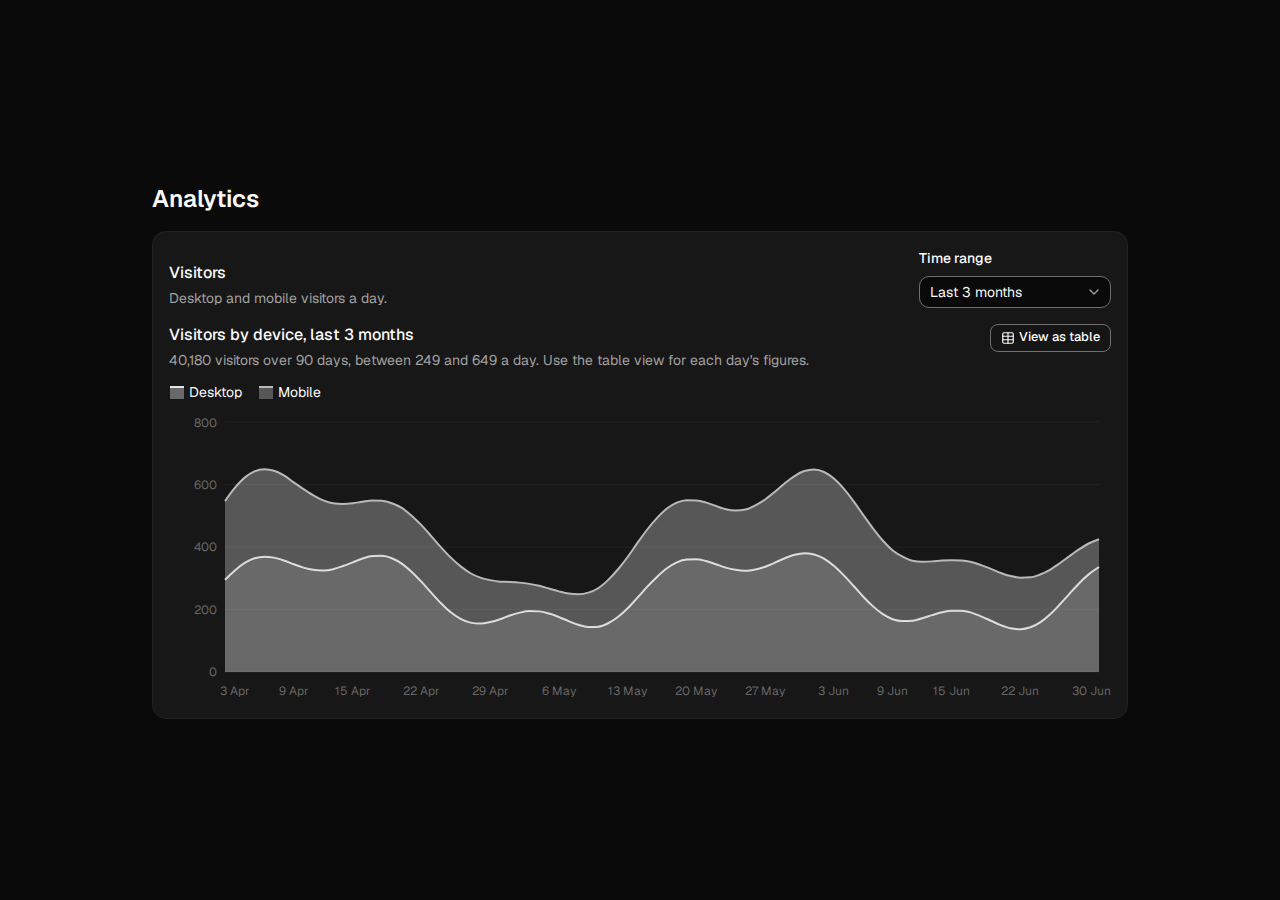 Analytics
Visitors
Desktop and mobile visitors a day.
Time range
Last 3 months
Visitors by device, last 3 months
40,180 visitors over 90 days, between 249 and 649 a day. Use the table view for each day's figures.
View as table
Desktop Mobile
800
600
400
200
0
3 Apr 9 Apr 15 Apr 22 Apr 29 Apr 6 May 13 May 20 May 27 May 3 Jun 9 Jun 15 Jun 22 Jun 30 Jun